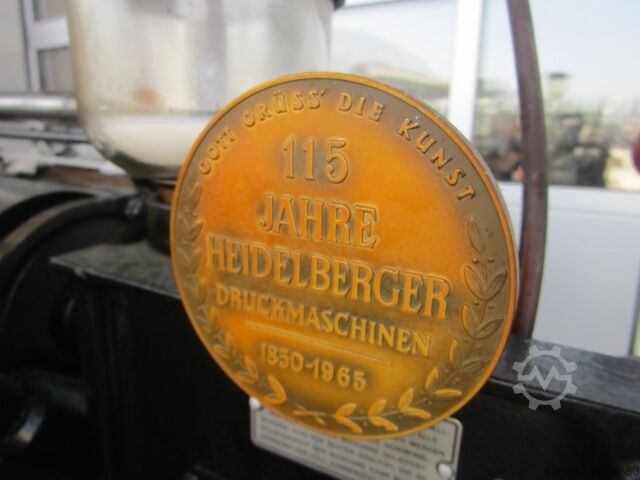 GOTT GRÜSS' DIE KUNST
115
JAHRE
HEIDELBERGER
DRUCKMASCHINEN
1850-1965